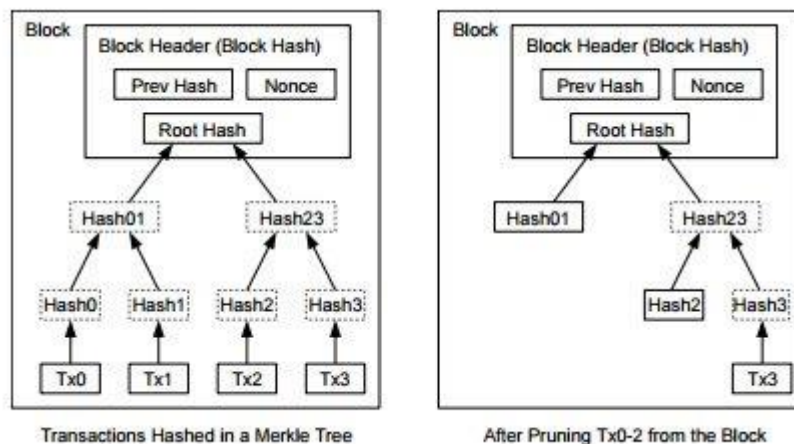 Block
Block Header (Block Hash)
Prev Hash
Nonce
Root Hash
Hash01
Hash23
Hash0
Hash1
Hash2
Hash3
Tx0
Tx1
Tx2
Tx3
Transactions Hashed in a Merkle Tree
Block
Block Header (Block Hash)
Prev Hash
Nonce
Root Hash
Hash01
Hash23
Hash2
Hash3
Tx3
After Pruning Tx0-2 from the Block